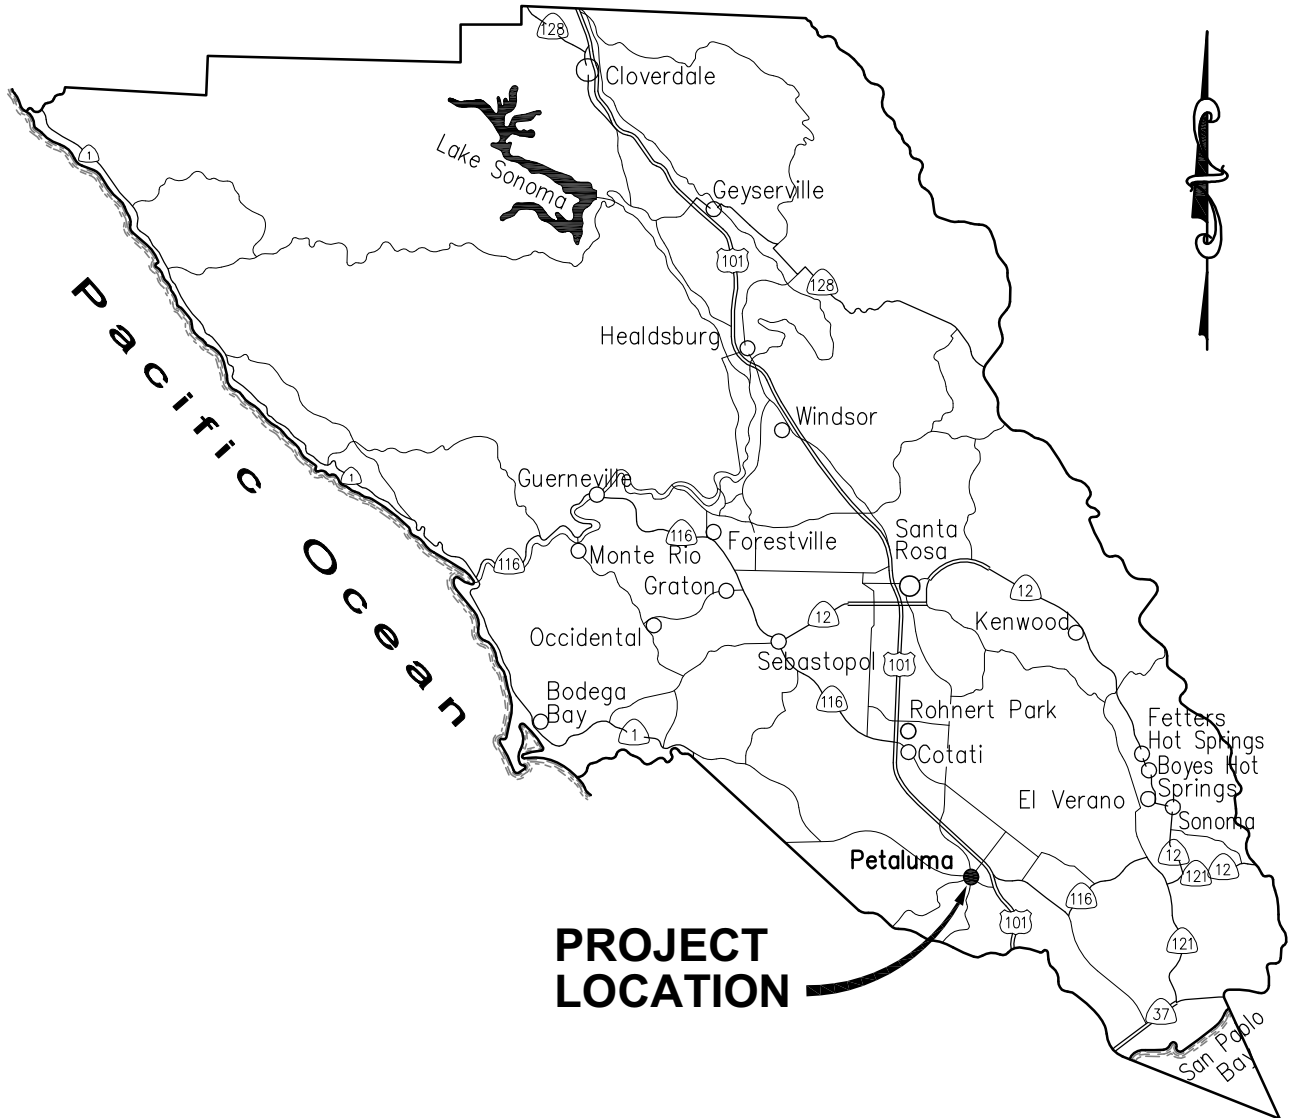 128
Cloverdale
1
Lake Sonoma
Geyserville
101
128
Pacific Ocean
Healdsburg
Windsor
1
Guerneville
116
Forestville
Santa
Rosa
116
Monte Rio
Graton
12
12
Kenwood
Occidental
Sebastopol
101
116
Bodega
Bay
1
Rohnert Park
Cotati
Fetters
Hot Springs
Boyes Hot
Springs
El Verano
Sonoma
Petaluma
12
121
12
116
101
121
PROJECT
LOCATION
37
San Pablo
Bay